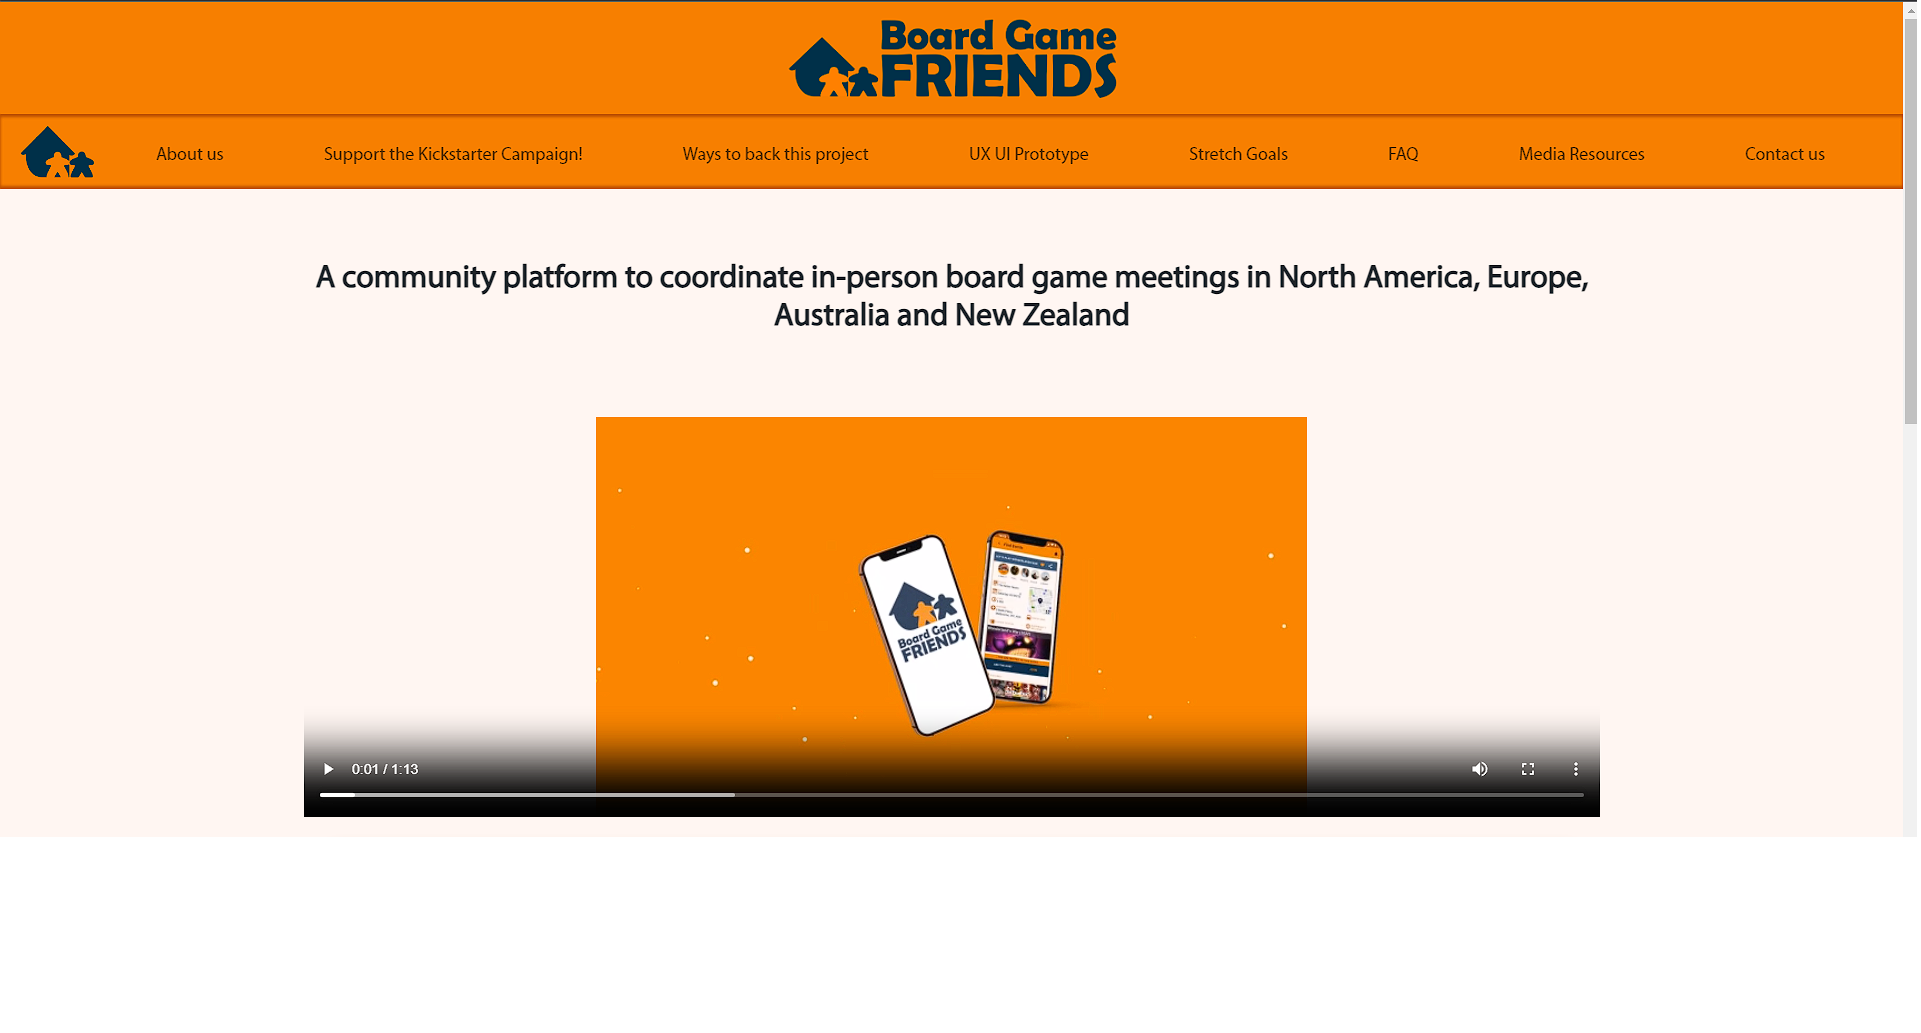 Board Game
FRIENDS
About us
Support the Kickstarter Campaign!
Ways to back this project
UX UI Prototype
Stretch Goals
FAQ
Media Resources
Contact us
A community platform to coordinate in-person board game meetings in North America, Europe,
Australia and New Zealand
Board Game
FRIENDS
0:01 / 1:13